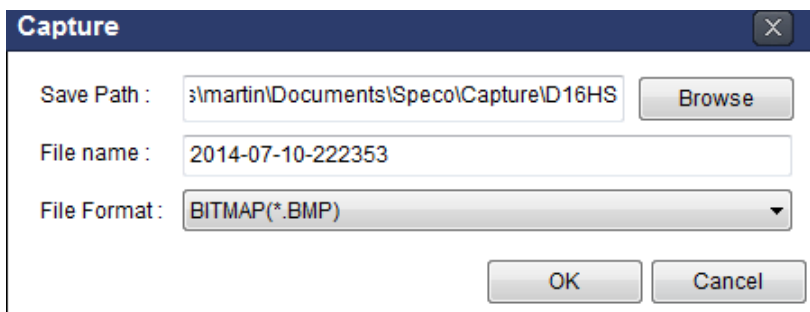 Capture
Save Path : s\martin\Documents\Speco\Capture\D16HS Browse
File name : 2014-07-10-222353
File Format : BITMAP(*.BMP)
OK Cancel